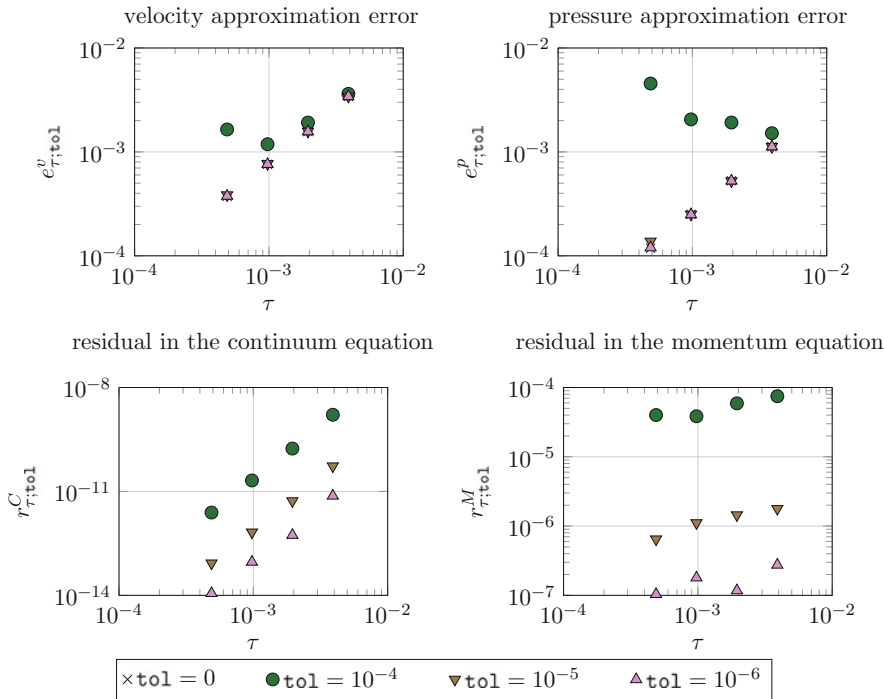 velocity approximation error
pressure approximation error
10⁻²
10⁻³
10⁻⁴
e^v_{τ;tol}
10⁻⁴ 10⁻³ 10⁻²
τ
10⁻²
10⁻³
10⁻⁴
e^p_{τ;tol}
10⁻⁴ 10⁻³ 10⁻²
τ
residual in the continuum equation
residual in the momentum equation
10⁻⁸
10⁻¹¹
10⁻¹⁴
r^C_{τ;tol}
10⁻⁴ 10⁻³ 10⁻²
τ
10⁻⁴
10⁻⁵
10⁻⁶
10⁻⁷
r^M_{τ;tol}
10⁻⁴ 10⁻³ 10⁻²
τ
tol = 0 tol = 10⁻⁴ tol = 10⁻⁵ tol = 10⁻⁶